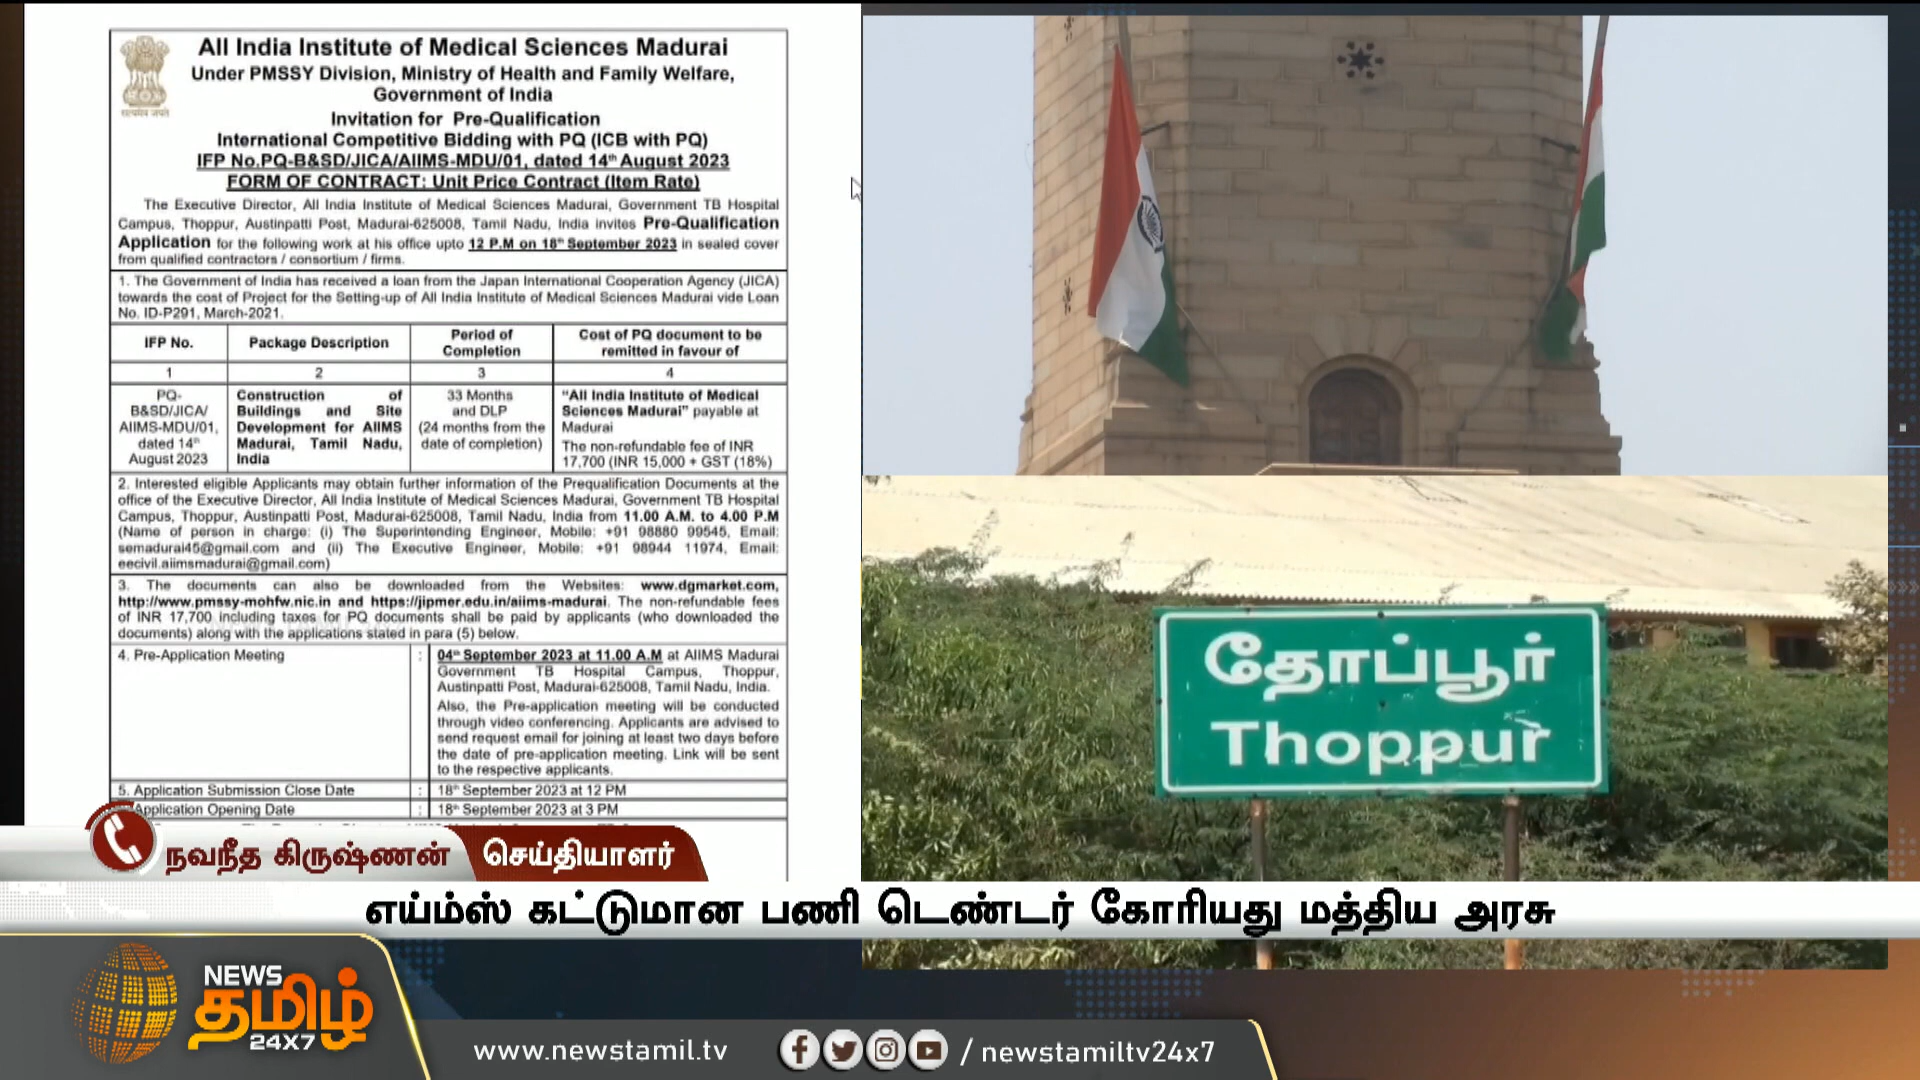 All India Institute of Medical Sciences Madurai
Under PMSSY Division, Ministry of Health and Family Welfare,
Government of India
Invitation for Pre-Qualification
International Competitive Bidding with PQ (ICB with PQ)
IFP No.PQ-B&SD/JICA/AIIMS-MDU/01, dated 14th August 2023
FORM OF CONTRACT: Unit Price Contract (Item Rate)
The Executive Director, All India Institute of Medical Sciences Madurai, Government TB Hospital
Campus, Thoppur, Austinpatti Post, Madurai-625008, Tamil Nadu, India invites Pre-Qualification
Application for the following work at his office upto 12 P.M on 18th September 2023 in sealed cover
from qualified contractors / consortium / firms.
1. The Government of India has received a loan from the Japan International Cooperation Agency (JICA)
towards the cost of Project for the Setting-up of All India Institute of Medical Sciences Madurai vide Loan
No. ID-P291, March-2021.
IFP No.
Package Description
Period of
Completion
Cost of PQ document to be
remitted in favour of
1
2
3
4
PQ-
B&SD/JICA/
AIIMS-MDU/01,
dated 14th
August 2023
Construction of
Buildings and Site
Development for AIIMS
Madurai, Tamil Nadu,
India
33 Months
and DLP
(24 months from the
date of completion)
"All India Institute of Medical
Sciences Madurai" payable at
Madurai
The non-refundable fee of INR
17,700 (INR 15,000 + GST (18%)
2. Interested eligible Applicants may obtain further information of the Prequalification Documents at the
office of the Executive Director, All India Institute of Medical Sciences Madurai, Government TB Hospital
Campus, Thoppur, Austinpatti Post, Madurai-625008, Tamil Nadu, India from 11.00 A.M. to 4.00 P.M
(Name of person in charge: (i) The Superintending Engineer, Mobile: +91 98880 99545, Email:
semadurai45@gmail.com and (ii) The Executive Engineer, Mobile: +91 98944 11974, Email:
eecivil.aiimsmadurai@gmail.com)
3. The documents can also be downloaded from the Websites: www.dgmarket.com,
http://www.pmssy-mohfw.nic.in and https://jipmer.edu.in/aiims-madurai. The non-refundable fees
of INR 17,700 including taxes for PQ documents shall be paid by applicants (who downloaded the
documents) along with the applications stated in para (5) below.
4. Pre-Application Meeting
:
04th September 2023 at 11.00 A.M at AIIMS Madurai
Government TB Hospital Campus, Thoppur,
Austinpatti Post, Madurai-625008, Tamil Nadu, India.
Also, the Pre-application meeting will be conducted
through video conferencing. Applicants are advised to
send request email for joining at least two days before
the date of pre-application meeting. Link will be sent
to the respective applicants.
5. Application Submission Close Date : 18th September 2023 at 12 PM
Application Opening Date : 18th September 2023 at 3 PM
தோப்பூர்
Thoppur
நவநீத கிருஷ்ணன் செய்தியாளர்
எய்ம்ஸ் கட்டுமான பணி டெண்டர் கோரியது மத்திய அரசு
NEWS
தமிழ்
24X7
www.newstamil.tv / newstamiltv24x7